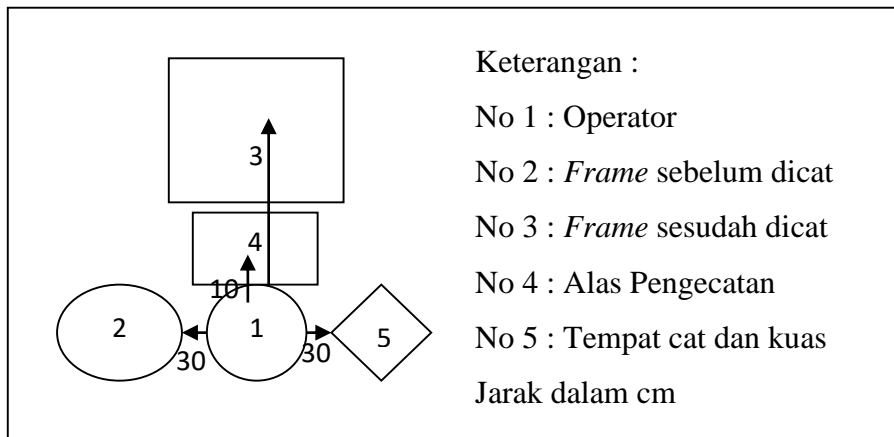 Keterangan :
No 1 : Operator
No 2 : Frame sebelum dicat
No 3 : Frame sesudah dicat
No 4 : Alas Pengecatan
No 5 : Tempat cat dan kuas
Jarak dalam cm
3
4
10
2
1
5
30
30